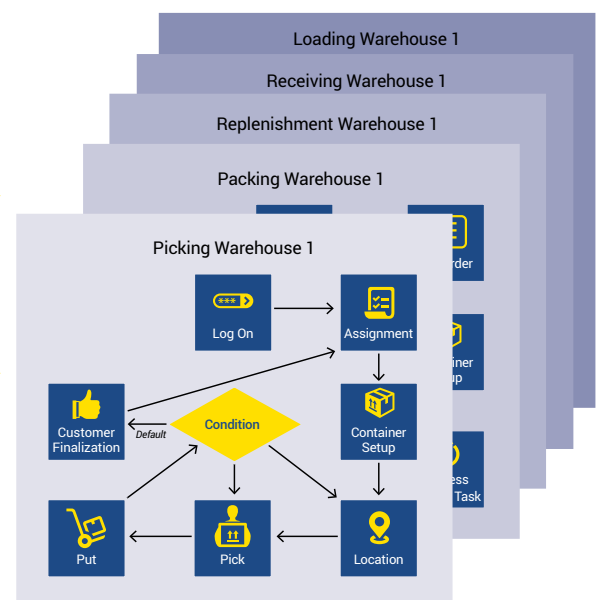 Loading Warehouse 1
Receiving Warehouse 1
Replenishment Warehouse 1
Packing Warehouse 1
Picking Warehouse 1
***
Log On
Assignment
Customer
Finalization
Default
Condition
Container
Setup
Put
Pick
Location
Task